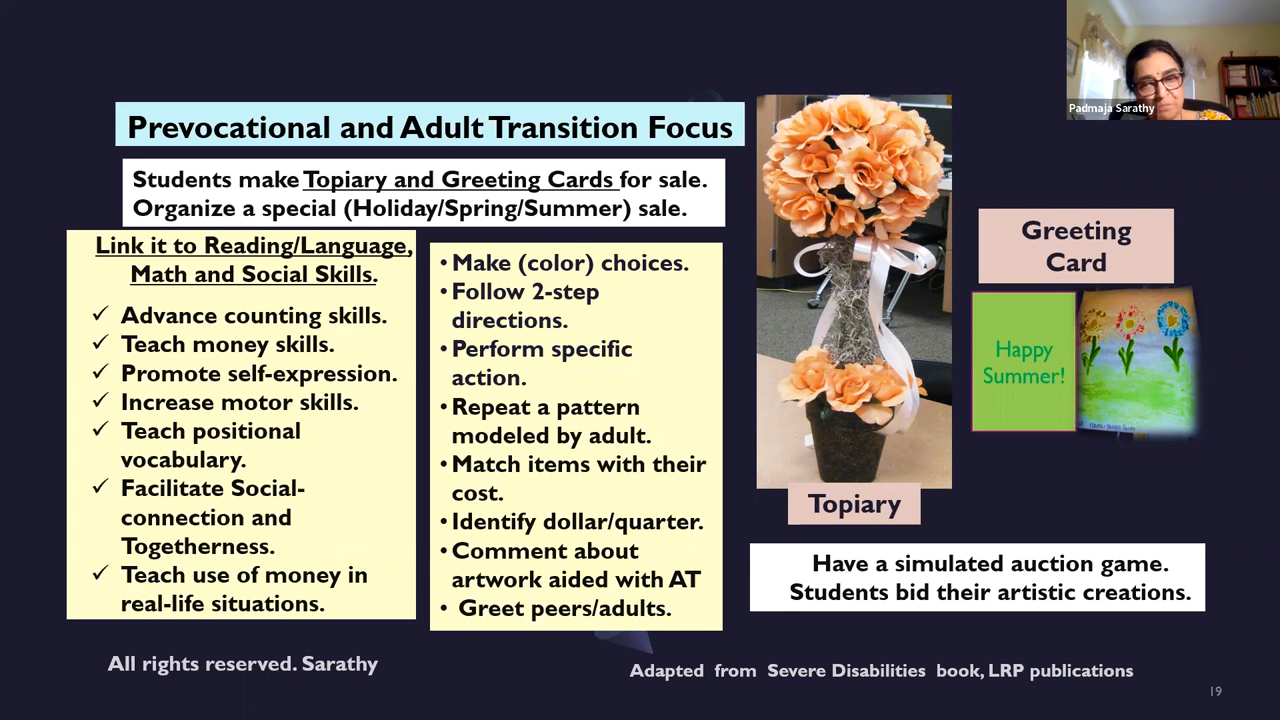 Padmaja Sarathy
Prevocational and Adult Transition Focus
Students make Topiary and Greeting Cards for sale.
Organize a special (Holiday/Spring/Summer) sale.
Link it to Reading/Language,
Math and Social Skills.
✓ Advance counting skills.
✓ Teach money skills.
✓ Promote self-expression.
✓ Increase motor skills.
✓ Teach positional
vocabulary.
✓ Facilitate Social-
connection and
Togetherness.
✓ Teach use of money in
real-life situations.
• Make (color) choices.
• Follow 2-step
directions.
• Perform specific
action.
• Repeat a pattern
modeled by adult.
• Match items with their
cost.
• Identify dollar/quarter.
• Comment about
artwork aided with AT
• Greet peers/adults.
Topiary
Greeting
Card
Happy
Summer!
Have a simulated auction game.
Students bid their artistic creations.
All rights reserved. Sarathy
Adapted from Severe Disabilities book, LRP publications
19